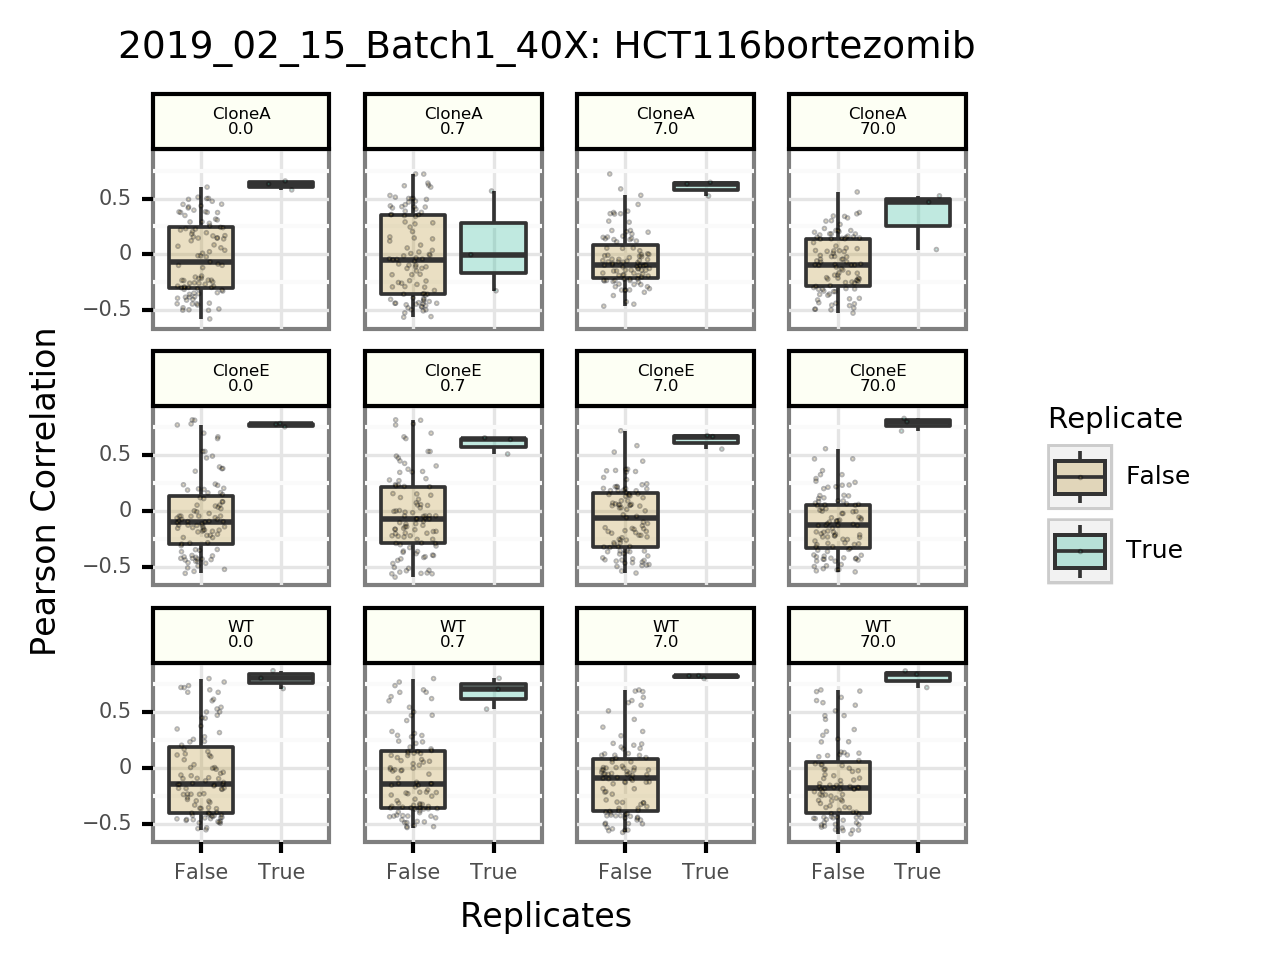 2019_02_15_Batch1_40X: HCT116bortezomib
CloneA
0.0
CloneA
0.7
CloneA
7.0
CloneA
70.0
0.5
0
−0.5
CloneE
0.0
CloneE
0.7
CloneE
7.0
CloneE
70.0
0.5
0
−0.5
WT
0.0
WT
0.7
WT
7.0
WT
70.0
0.5
0
−0.5
False
True
False
True
False
True
False
True
Replicates
Pearson Correlation
Replicate
False
True